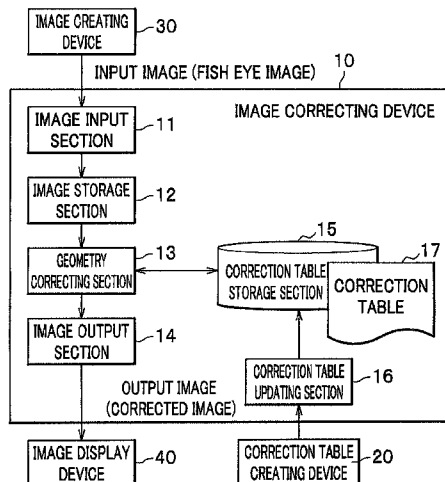 IMAGE CREATING
DEVICE
30
INPUT IMAGE (FISH EYE IMAGE)
10
IMAGE CORRECTING DEVICE
IMAGE INPUT
SECTION
11
IMAGE STORAGE
SECTION
12
GEOMETRY
CORRECTING SECTION
13
IMAGE OUTPUT
SECTION
14
15
CORRECTION TABLE
STORAGE SECTION
17
CORRECTION
TABLE
CORRECTION TABLE
UPDATING SECTION
16
OUTPUT IMAGE
(CORRECTED IMAGE)
IMAGE DISPLAY
DEVICE
40
CORRECTION TABLE
CREATING DEVICE
20